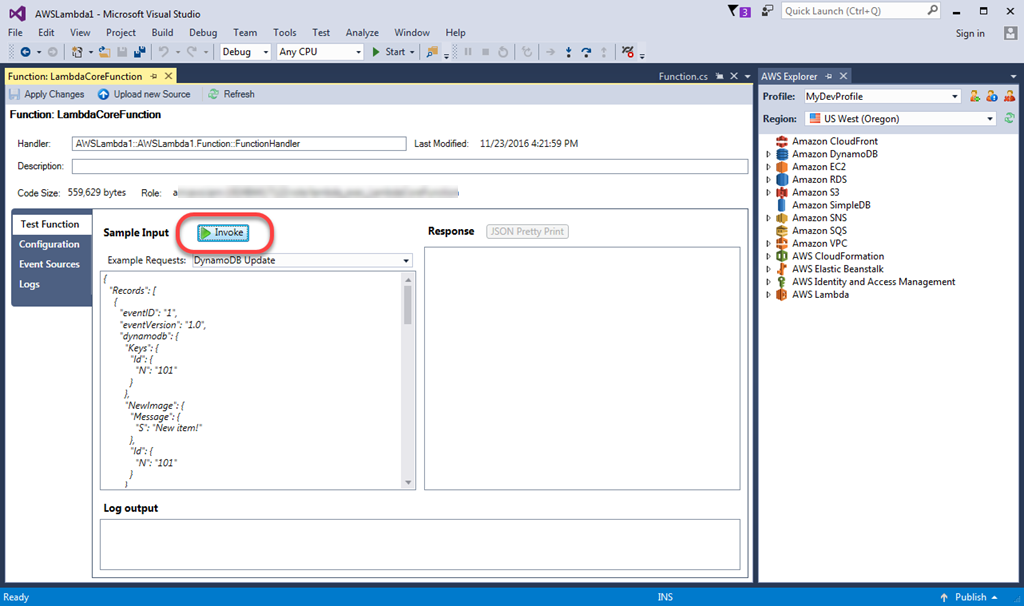 AWSLambda1 - Microsoft Visual Studio
3
Quick Launch (Ctrl+Q)
File Edit View Project Build Debug Team Tools Test Analyze Window Help
Sign in
Debug Any CPU Start
Function: LambdaCoreFunction
Function.cs
Apply Changes Upload new Source Refresh
Function: LambdaCoreFunction
Handler: AWSLambda1::AWSLambda1.Function::FunctionHandler Last Modified: 11/23/2016 4:21:59 PM
Description:
Code Size: 559,629 bytes Role:
Test Function
Configuration
Event Sources
Logs
Sample Input Invoke
Example Requests: DynamoDB Update
{
"Records": [
{
"eventID": "1",
"eventVersion": "1.0",
"dynamodb": {
"Keys": {
"Id": {
"N": "101"
}
},
"NewImage": {
"Message": {
"S": "New item!"
},
"Id": {
"N": "101"
}
}
Response JSON Pretty Print
Log output
AWS Explorer
Profile: MyDevProfile
Region: US West (Oregon)
Amazon CloudFront
Amazon DynamoDB
Amazon EC2
Amazon RDS
Amazon S3
Amazon SimpleDB
Amazon SNS
Amazon SQS
Amazon VPC
AWS CloudFormation
AWS Elastic Beanstalk
AWS Identity and Access Management
AWS Lambda
Ready INS Publish